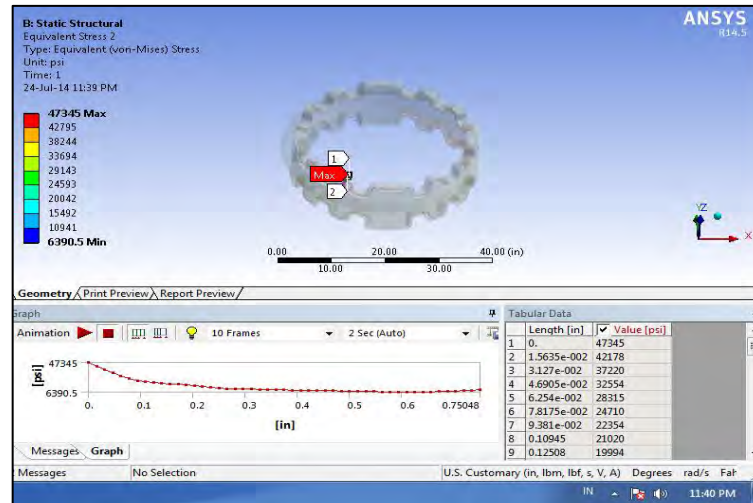 B: Static Structural
Equivalent Stress 2
Type: Equivalent (von-Mises) Stress
Unit: psi
Time: 1
24-Jul-14 11:39 PM
ANSYS
R14.5
47345 Max
42795
38244
33694
29143
24593
20042
15492
10941
6390.5 Min
1
Max
2
YZ
X
0.00 20.00 40.00 (in)
10.00 30.00
Geometry Print Preview Report Preview
Graph
Animation 10 Frames 2 Sec (Auto)
47345
[psi]
6390.5
0. 0.1 0.2 0.3 0.4 0.5 0.6 0.75048
[in]
Messages Graph
Tabular Data
Length [in] Value [psi]
1 0. 47345
2 1.5635e-002 42178
3 3.127e-002 37220
4 4.6905e-002 32554
5 6.254e-002 28315
6 7.8175e-002 24710
7 9.381e-002 22354
8 0.10945 21020
9 0.12508 19994
Messages No Selection U.S. Customary (in, lbm, lbf, s, V, A) Degrees rad/s Fah
IN 11:40 PM